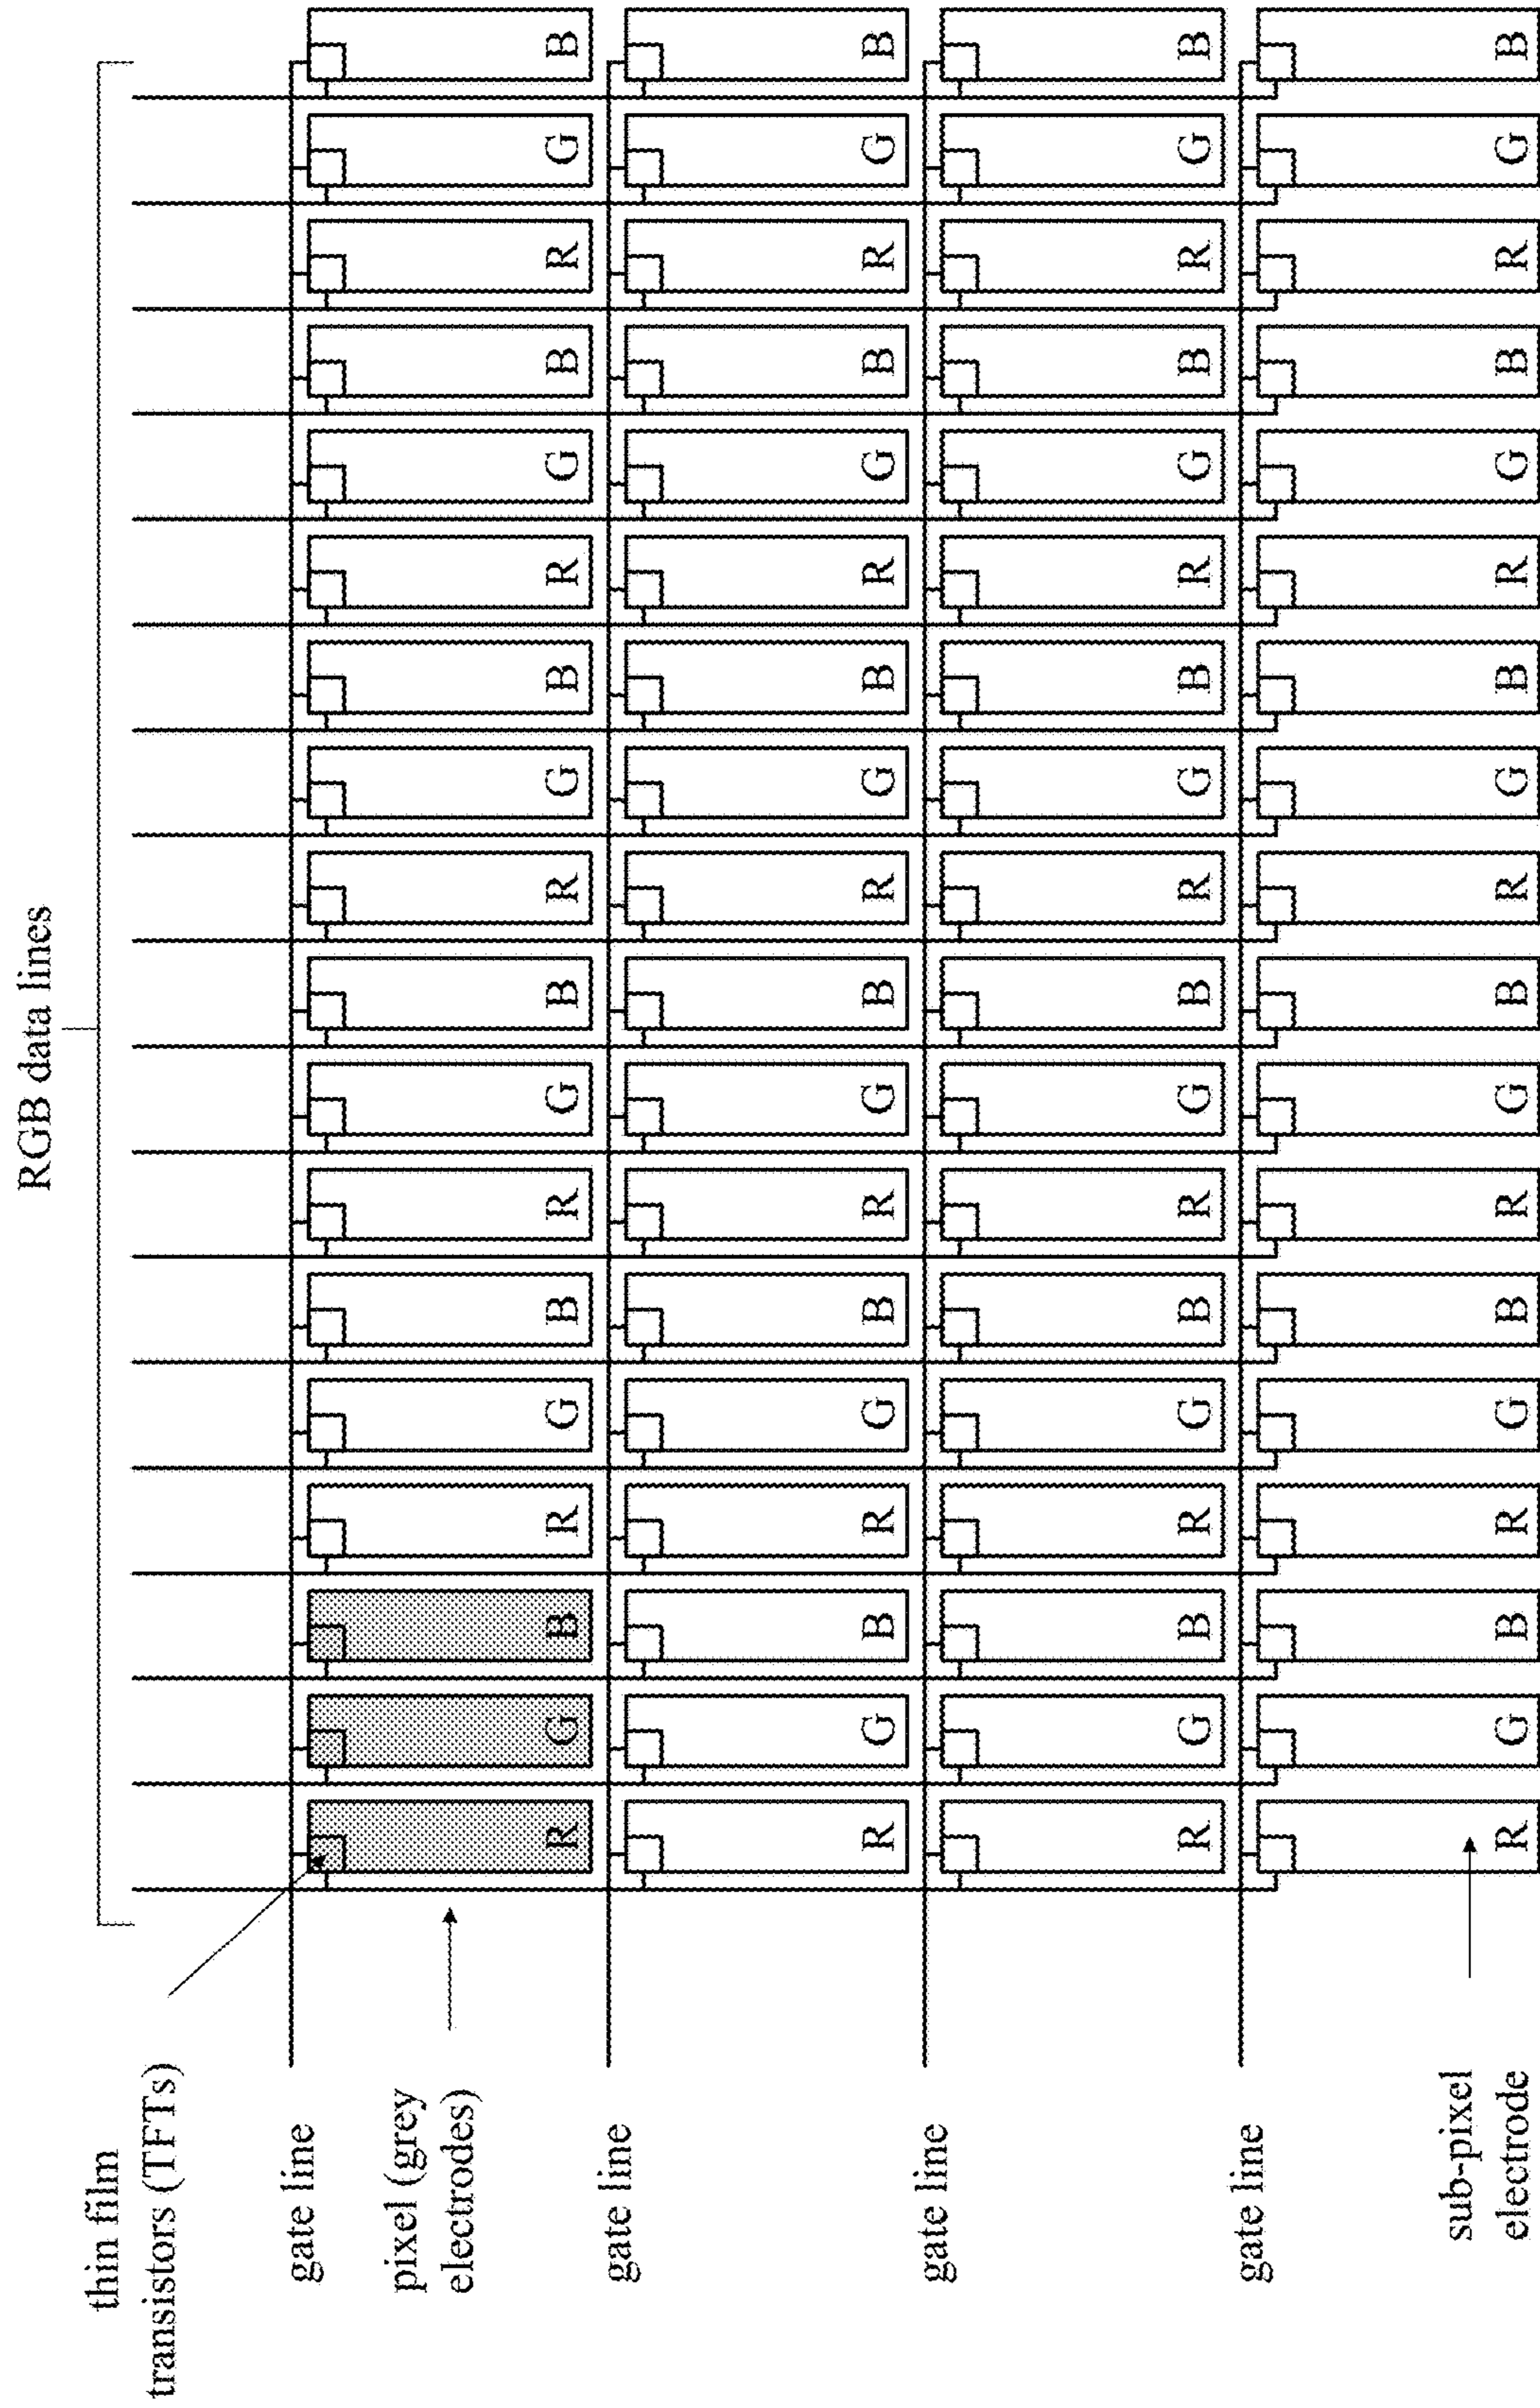 RGB data lines
thin film
transistors (TFTs)
gate line
pixel (grey
electrodes)
R G B R G B R G B R G B R G B R G B
gate line
R G B R G B R G B R G B R G B R G B
gate line
R G B R G B R G B R G B R G B R G B
gate line
sub-pixel
electrode
R G B R G B R G B R G B R G B R G B